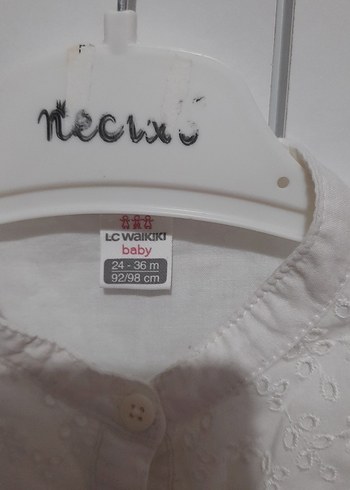 LC WAIKIKI
baby
24 - 36 m
92/98 cm